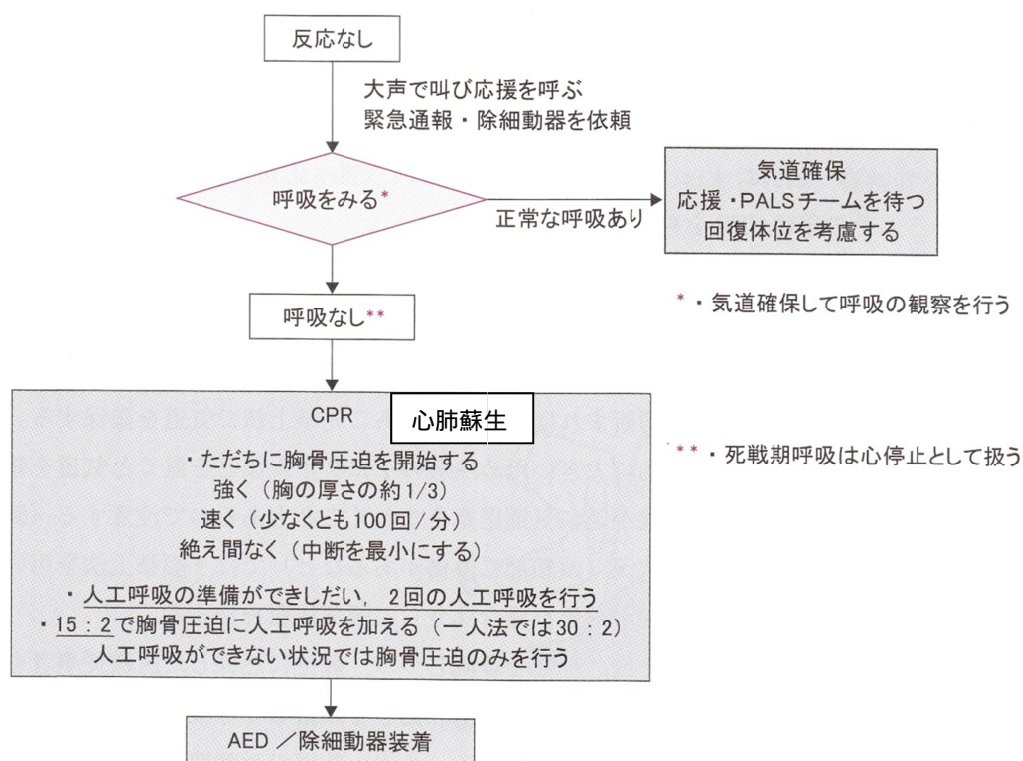 反応なし
大声で叫び応援を呼ぶ
緊急通報・除細動器を依頼
呼吸をみる*
正常な呼吸あり
気道確保
応援・PALSチームを待つ
回復体位を考慮する
呼吸なし**
*・気道確保して呼吸の観察を行う
CPR
心肺蘇生
・ただちに胸骨圧迫を開始する
強く（胸の厚さの約1/3）
速く（少なくとも100回/分）
絶え間なく（中断を最小にする）
**・死戦期呼吸は心停止として扱う
・人工呼吸の準備ができしだい，2回の人工呼吸を行う
・15：2で胸骨圧迫に人工呼吸を加える（一人法では30：2）
人工呼吸ができない状況では胸骨圧迫のみを行う
AED／除細動器装着